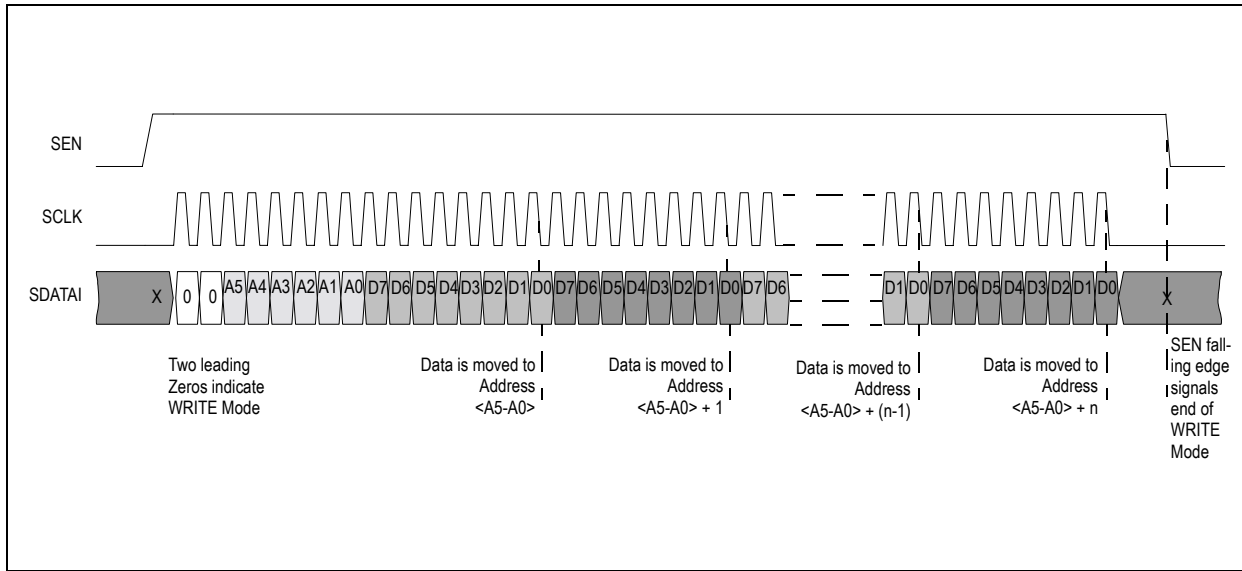 SEN
SCLK
SDATAI X 0 0 A5 A4 A3 A2 A1 A0 D7 D6 D5 D4 D3 D2 D1 D0 D7 D6 D5 D4 D3 D2 D1 D0 D7 D6 D1 D0 D7 D6 D5 D4 D3 D2 D1 D0 X
Two leading
Zeros indicate
WRITE Mode
Data is moved to
Address
<A5-A0>
Data is moved to
Address
<A5-A0> + 1
Data is moved to
Address
<A5-A0> + (n-1)
Data is moved to
Address
<A5-A0> + n
SEN fall-
ing edge
signals
end of
WRITE
Mode